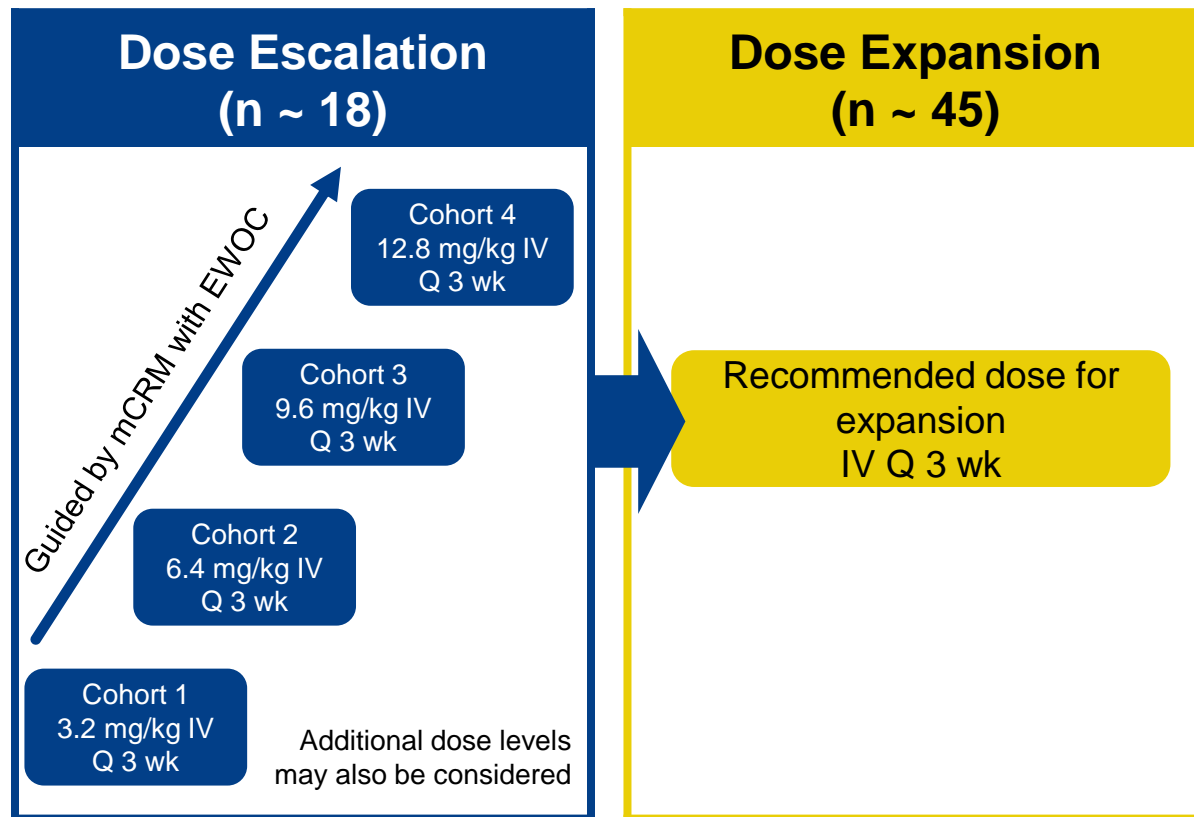 Dose Escalation
(n ~ 18)
Guided by mCRM with EWOC
Cohort 4
12.8 mg/kg IV
Q 3 wk
Cohort 3
9.6 mg/kg IV
Q 3 wk
Cohort 2
6.4 mg/kg IV
Q 3 wk
Cohort 1
3.2 mg/kg IV
Q 3 wk
Additional dose levels
may also be considered
Dose Expansion
(n ~ 45)
Recommended dose for
expansion
IV Q 3 wk